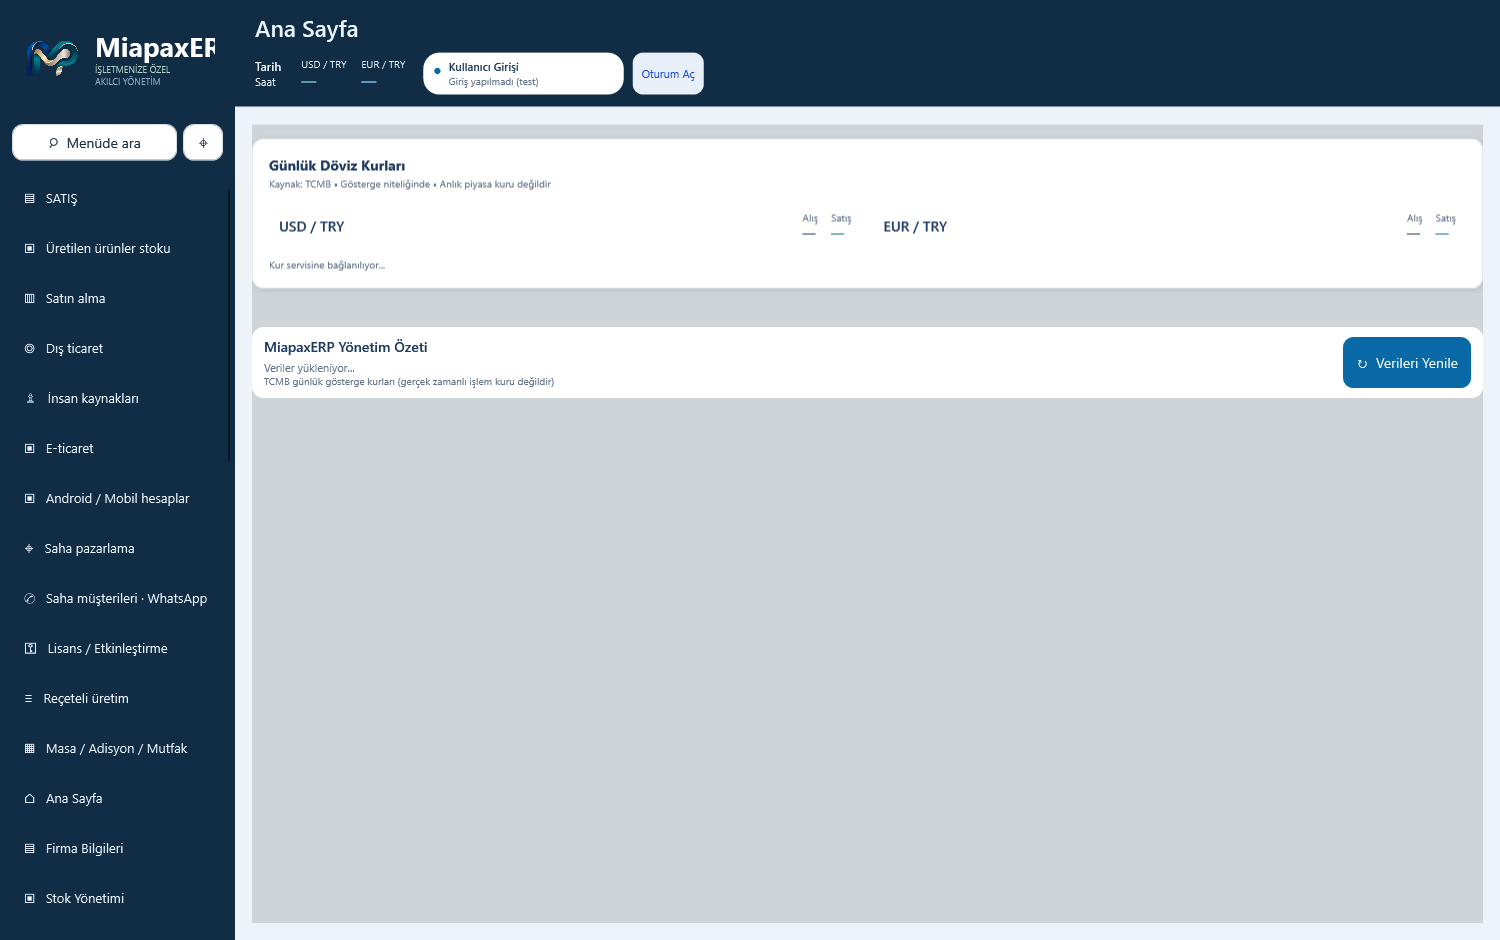 MiapaxER
İŞLETMENİZE ÖZEL
AKILCI YÖNETİM
Menüde ara
SATIŞ
Üretilen ürünler stoku
Satın alma
Dış ticaret
İnsan kaynakları
E-ticaret
Android / Mobil hesaplar
Saha pazarlama
Saha müşterileri · WhatsApp
Lisans / Etkinleştirme
Reçeteli üretim
Masa / Adisyon / Mutfak
Ana Sayfa
Firma Bilgileri
Stok Yönetimi
Ana Sayfa
Tarih
Saat
USD / TRY
—
EUR / TRY
—
Kullanıcı Girişi
Giriş yapılmadı (test)
Oturum Aç
Günlük Döviz Kurları
Kaynak: TCMB • Gösterge niteliğinde • Anlık piyasa kuru değildir
USD / TRY
Alış Satış
— —
EUR / TRY
Alış Satış
— —
Kur servisine bağlanılıyor...
MiapaxERP Yönetim Özeti
Veriler yükleniyor...
TCMB günlük gösterge kurları (gerçek zamanlı işlem kuru değildir)
↻ Verileri Yenile